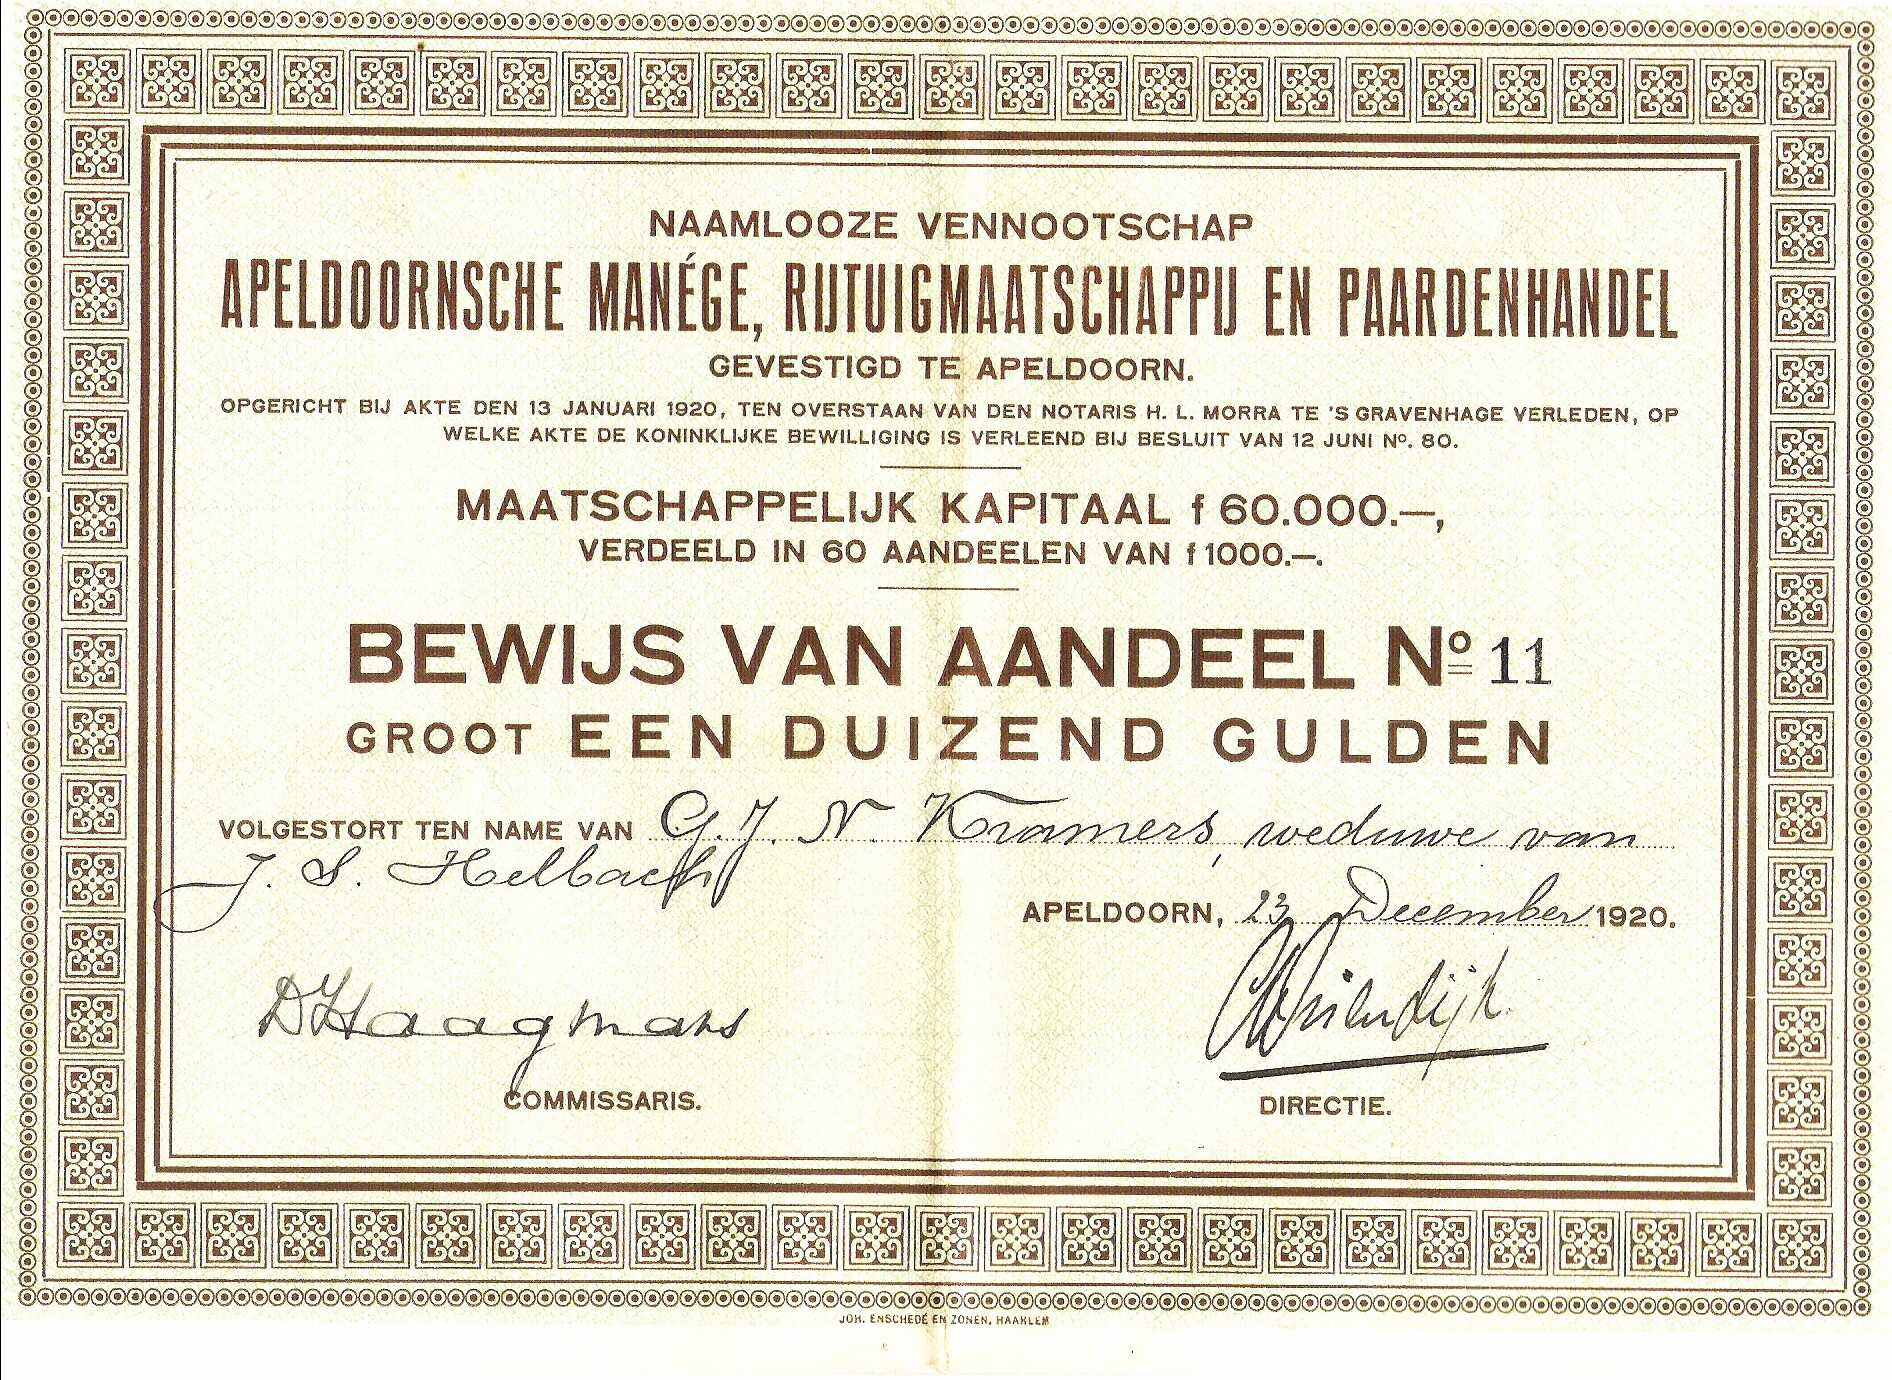 NAAMLOOZE VENNOOTSCHAP
APELDOORNSCHE MANÉGE, RIJTUIGMAATSCHAPPIJ EN PAARDENHANDEL
GEVESTIGD TE APELDOORN.
OPGERICHT BIJ AKTE DEN 13 JANUARI 1920, TEN OVERSTAAN VAN DEN NOTARIS H. L. MORRA TE 'S GRAVENHAGE VERLEDEN, OP
WELKE AKTE DE KONINKLIJKE BEWILLIGING IS VERLEEND BIJ BESLUIT VAN 12 JUNI Nº. 80.
MAATSCHAPPELIJK KAPITAAL f 60.000.—,
VERDEELD IN 60 AANDEELEN VAN f 1000.—.
BEWIJS VAN AANDEEL Nº 11
GROOT EEN DUIZEND GULDEN
VOLGESTORT TEN NAME VAN G. J. N. Kramers, weduwe van
J. S. Helbach
APELDOORN, 23 December 1920.
D Haagmans
COMMISSARIS.
DIRECTIE.
JOH. ENSCHEDÉ EN ZONEN, HAARLEM